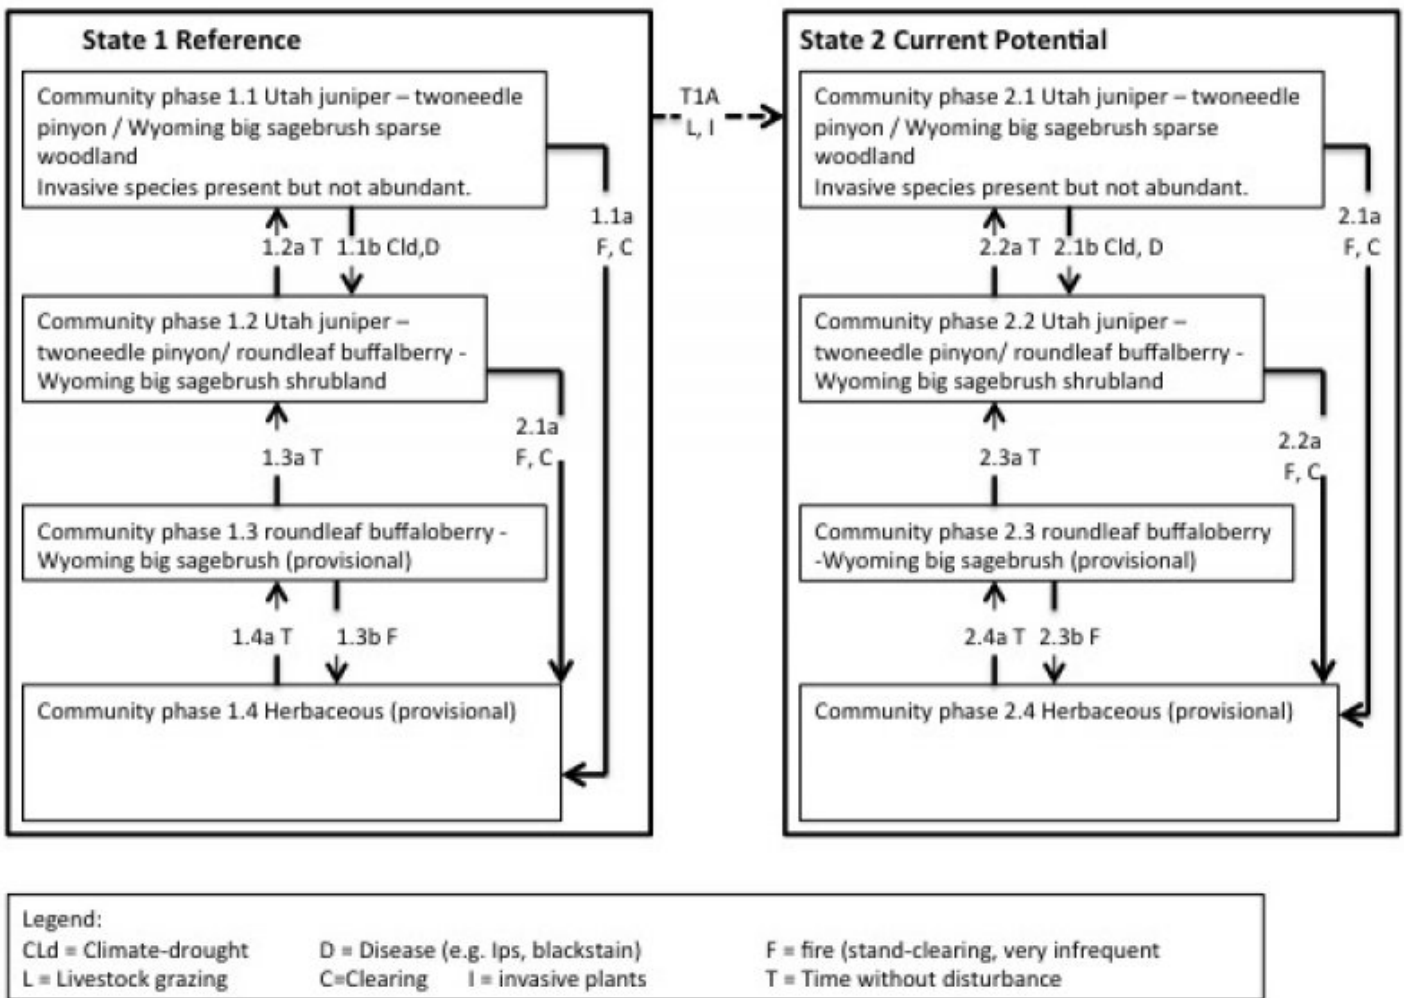 State 1 Reference
Community phase 1.1 Utah juniper – twoneedle
pinyon / Wyoming big sagebrush sparse
woodland
Invasive species present but not abundant.
1.1a
F, C
1.2a T 1.1b Cld,D
Community phase 1.2 Utah juniper –
twoneedle pinyon/ roundleaf buffalberry -
Wyoming big sagebrush shrubland
2.1a
F, C
1.3a T
Community phase 1.3 roundleaf buffaloberry -
Wyoming big sagebrush (provisional)
1.4a T 1.3b F
Community phase 1.4 Herbaceous (provisional)
T1A
L, I
State 2 Current Potential
Community phase 2.1 Utah juniper – twoneedle
pinyon / Wyoming big sagebrush sparse
woodland
Invasive species present but not abundant.
2.1a
F, C
2.2a T 2.1b Cld, D
Community phase 2.2 Utah juniper –
twoneedle pinyon/ roundleaf buffalberry -
Wyoming big sagebrush shrubland
2.2a
F, C
2.3a T
Community phase 2.3 roundleaf buffaloberry
-Wyoming big sagebrush (provisional)
2.4a T 2.3b F
Community phase 2.4 Herbaceous (provisional)
Legend:
CLd = Climate-drought D = Disease (e.g. Ips, blackstain) F = fire (stand-clearing, very infrequent
L = Livestock grazing C=Clearing I = invasive plants T = Time without disturbance